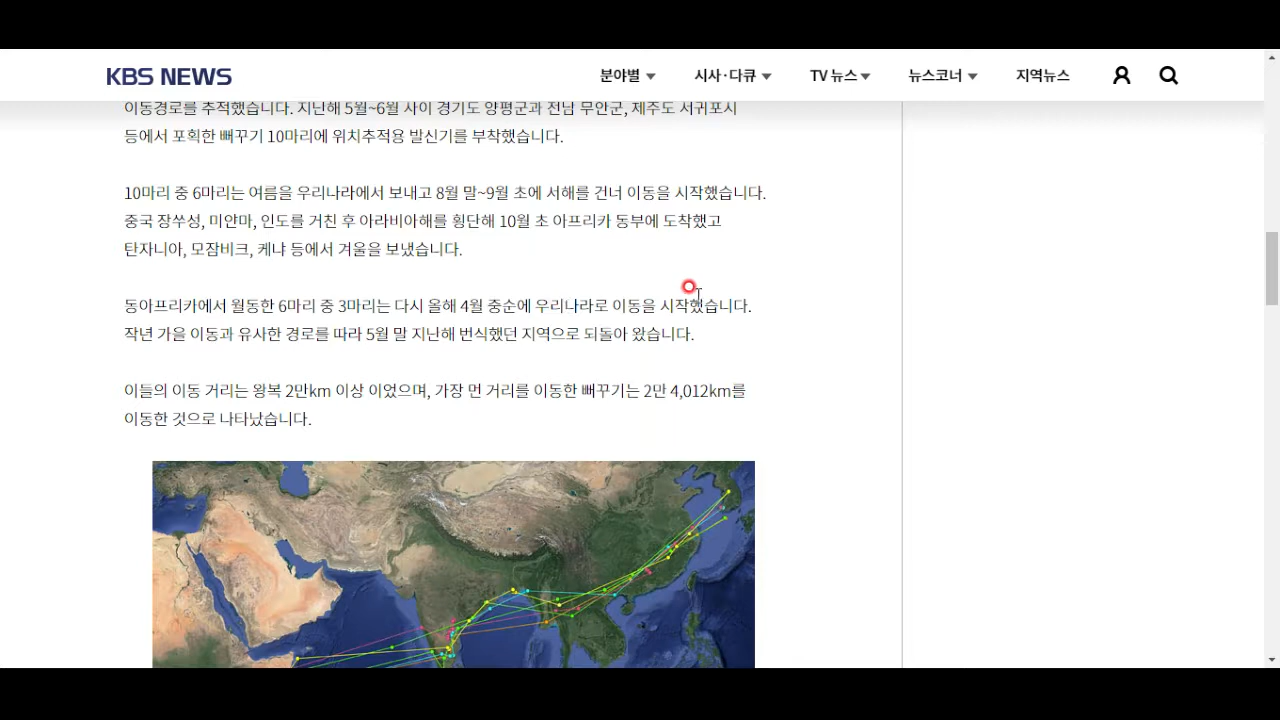 KBS NEWS
분야별
시사·다큐
TV 뉴스
뉴스코너
지역뉴스
이동경로를 추적했습니다. 지난해 5월~6월 사이 경기도 양평군과 전남 무안군, 제주도 서귀포시
등에서 포획한 뻐꾸기 10마리에 위치추적용 발신기를 부착했습니다.
10마리 중 6마리는 여름을 우리나라에서 보내고 8월 말~9월 초에 서해를 건너 이동을 시작했습니다.
중국 장쑤성, 미얀마, 인도를 거친 후 아라비아해를 횡단해 10월 초 아프리카 동부에 도착했고
탄자니아, 모잠비크, 케냐 등에서 겨울을 보냈습니다.
동아프리카에서 월동한 6마리 중 3마리는 다시 올해 4월 중순에 우리나라로 이동을 시작했습니다.
작년 가을 이동과 유사한 경로를 따라 5월 말 지난해 번식했던 지역으로 되돌아 왔습니다.
이들의 이동 거리는 왕복 2만km 이상 이었으며, 가장 먼 거리를 이동한 뻐꾸기는 2만 4,012km를
이동한 것으로 나타났습니다.